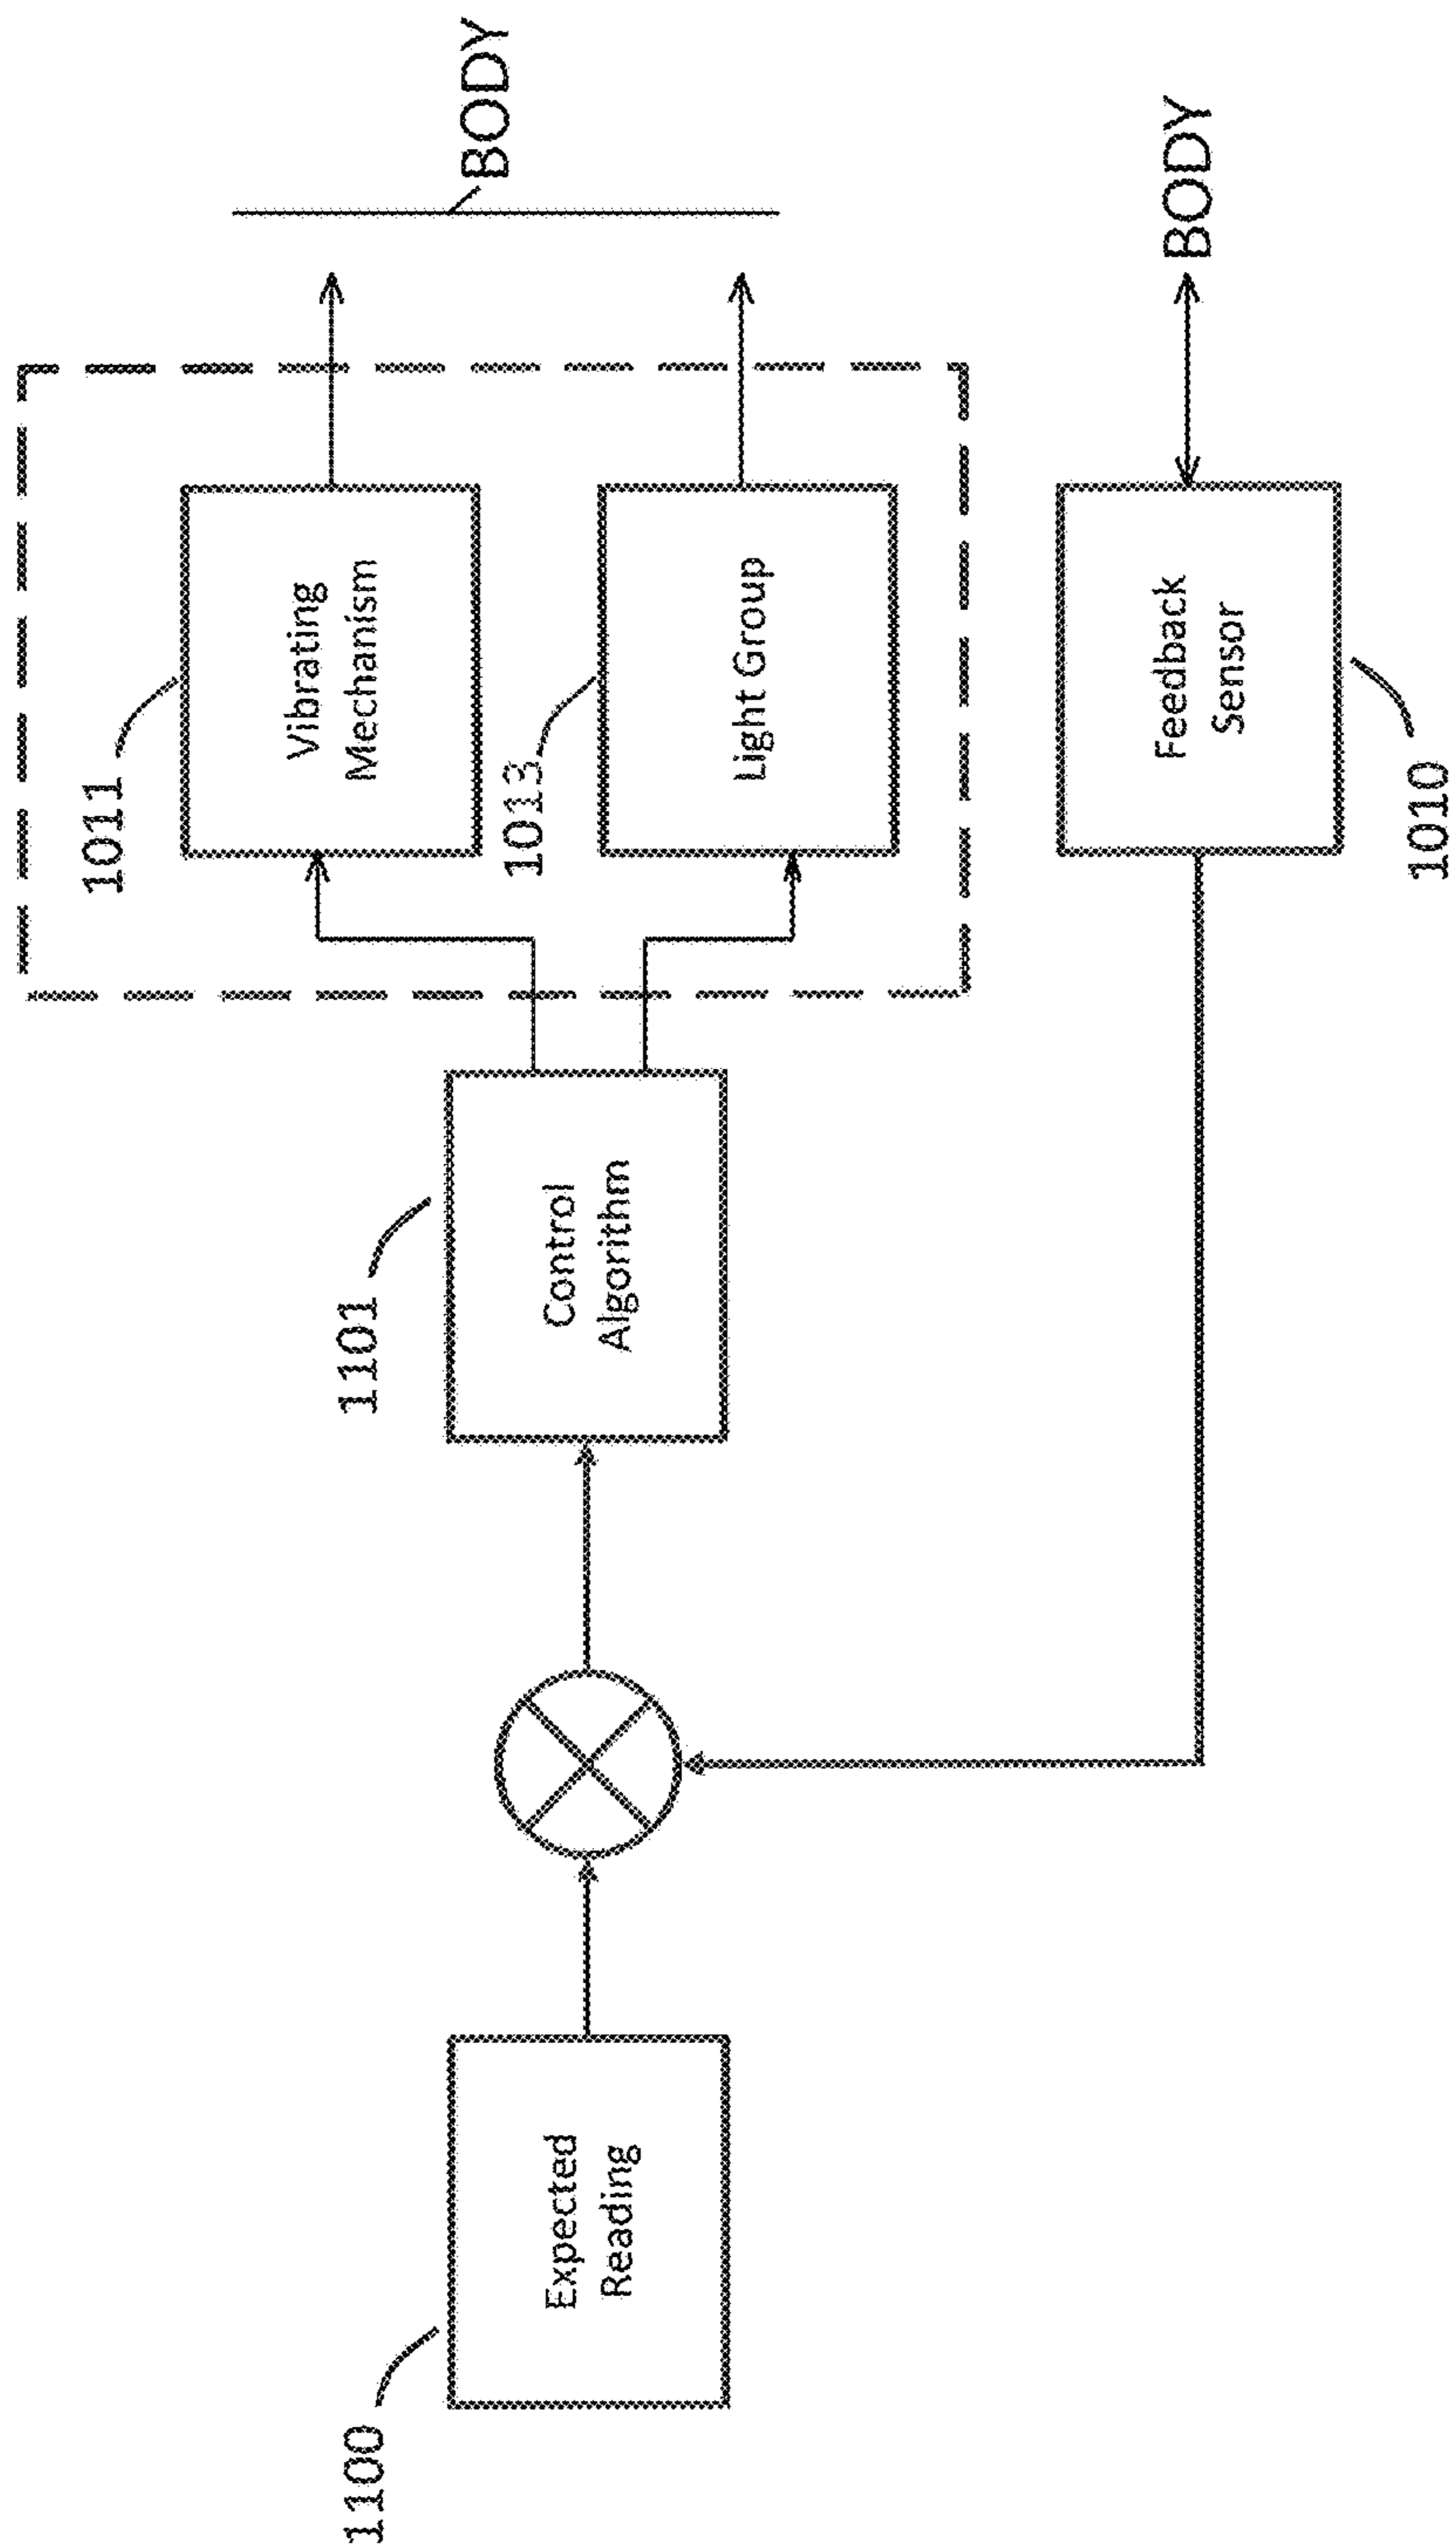 1100
Expected
Reading
1101
Control
Algorithm
1011
Vibrating
Mechanism
1013
Light Group
BODY
Feedback
Sensor
1010
BODY